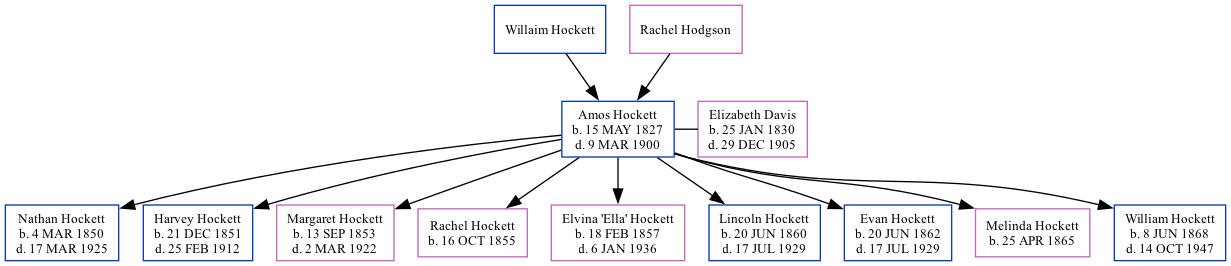 Willaim Hockett
Rachel Hodgson
Amos Hockett
b. 15 MAY 1827
d. 9 MAR 1900
Elizabeth Davis
b. 25 JAN 1830
d. 29 DEC 1905
Nathan Hockett
b. 4 MAR 1850
d. 17 MAR 1925
Harvey Hockett
b. 21 DEC 1851
d. 25 FEB 1912
Margaret Hockett
b. 13 SEP 1853
d. 2 MAR 1922
Rachel Hockett
b. 16 OCT 1855
Elvina 'Ella' Hockett
b. 18 FEB 1857
d. 6 JAN 1936
Lincoln Hockett
b. 20 JUN 1860
d. 17 JUL 1929
Evan Hockett
b. 20 JUN 1862
d. 17 JUL 1929
Melinda Hockett
b. 25 APR 1865
William Hockett
b. 8 JUN 1868
d. 14 OCT 1947